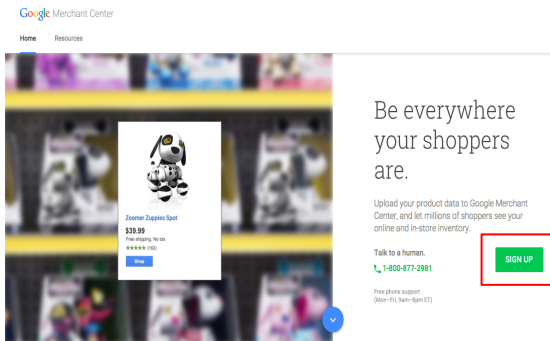 Google Merchant Center
Home Resources
Be everywhere
your shoppers
are.
Upload your product data to Google Merchant
Center, and let millions of shoppers see your
online and in-store inventory.
Talk to a human.
1-800-877-2981
Free phone support
(Mon-Fri, 9am-8pm ET)
SIGN UP
Zoomer Zuppies Spot
$39.99
Free shipping, No tax
★★★★★ (162)
Shop